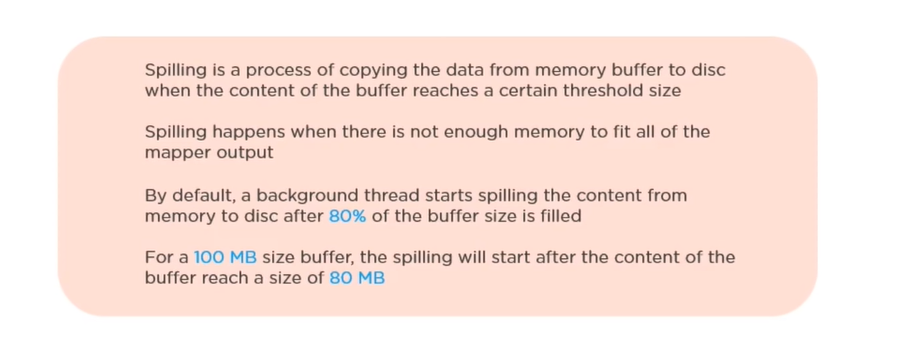 Spilling is a process of copying the data from memory buffer to disc
when the content of the buffer reaches a certain threshold size
Spilling happens when there is not enough memory to fit all of the
mapper output
By default, a background thread starts spilling the content from
memory to disc after 80% of the buffer size is filled
For a 100 MB size buffer, the spilling will start after the content of the
buffer reach a size of 80 MB